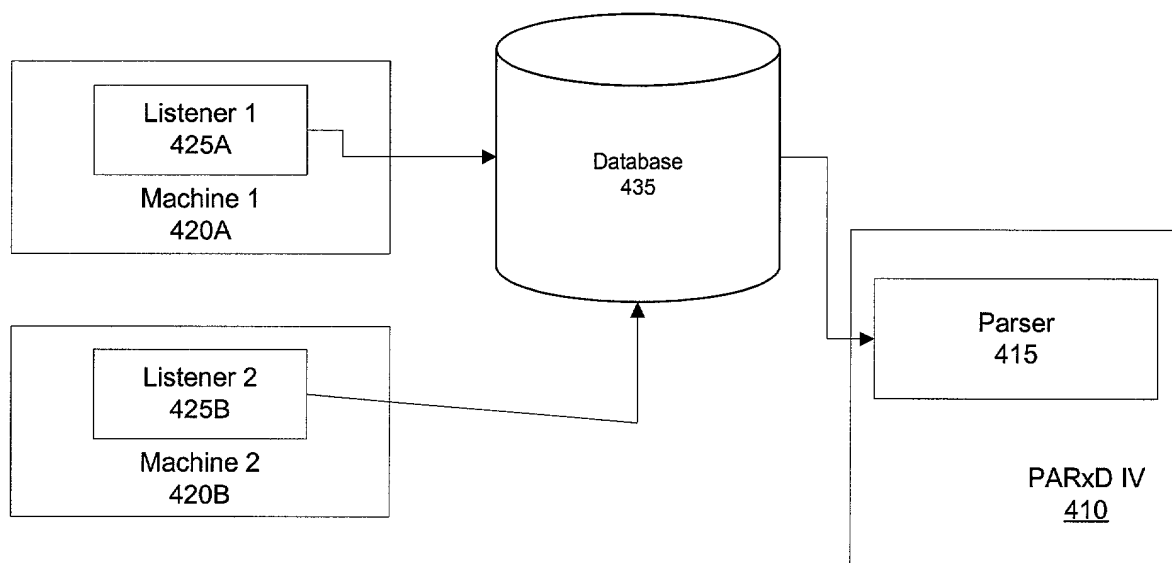 Listener 1
425A
Machine 1
420A
Database
435
Parser
415
Listener 2
425B
Machine 2
420B
PARxD IV
410